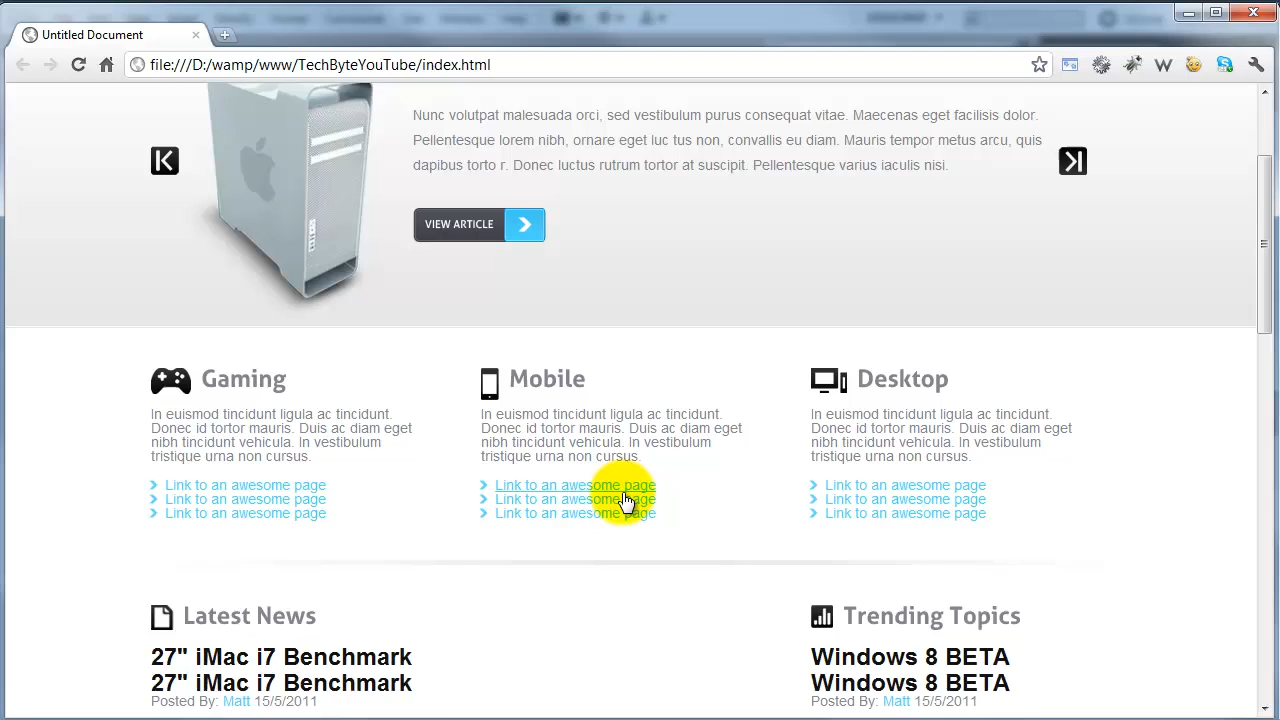 Untitled Document
file:///D:/wamp/www/TechByteYouTube/index.html
Nunc volutpat malesuada orci, sed vestibulum purus consequat vitae. Maecenas eget facilisis dolor.
Pellentesque lorem nibh, ornare eget luc tus non, convallis eu diam. Mauris tempor metus arcu, quis
dapibus torto r. Donec luctus rutrum tortor at suscipit. Pellentesque varius iaculis nisi.
VIEW ARTICLE
Gaming
In euismod tincidunt ligula ac tincidunt.
Donec id tortor mauris. Duis ac diam eget
nibh tincidunt vehicula. In vestibulum
tristique urna non cursus.
Link to an awesome page
Link to an awesome page
Link to an awesome page
Mobile
In euismod tincidunt ligula ac tincidunt.
Donec id tortor mauris. Duis ac diam eget
nibh tincidunt vehicula. In vestibulum
tristique urna non cursus.
Link to an awesome page
Link to an awesome page
Link to an awesome page
Desktop
In euismod tincidunt ligula ac tincidunt.
Donec id tortor mauris. Duis ac diam eget
nibh tincidunt vehicula. In vestibulum
tristique urna non cursus.
Link to an awesome page
Link to an awesome page
Link to an awesome page
Latest News
27" iMac i7 Benchmark
27" iMac i7 Benchmark
Posted By: Matt 15/5/2011
Trending Topics
Windows 8 BETA
Windows 8 BETA
Posted By: Matt 15/5/2011